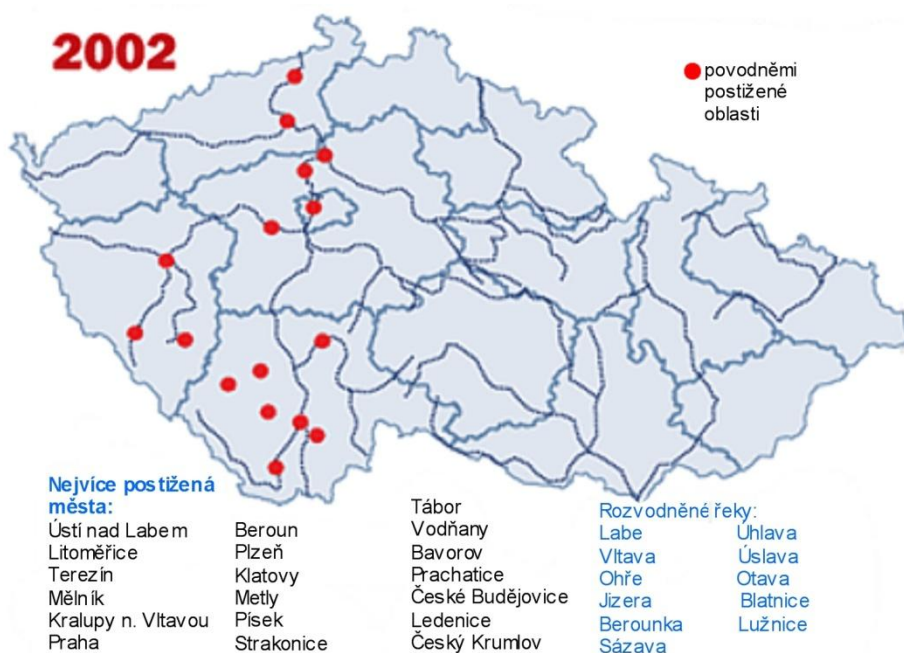 2002
povodněmi
postižené
oblasti
Nejvíce postižená
města:
Ústí nad Labem
Litoměřice
Terezín
Mělník
Kralupy n. Vltavou
Praha
Beroun
Plzeň
Klatovy
Metly
Písek
Strakonice
Tábor
Vodňany
Bavorov
Prachatice
České Budějovice
Ledenice
Český Krumlov
Rozvodněné řeky:
Labe
Vltava
Ohře
Jizera
Berounka
Sázava
Úhlava
Úslava
Otava
Blatnice
Lužnice